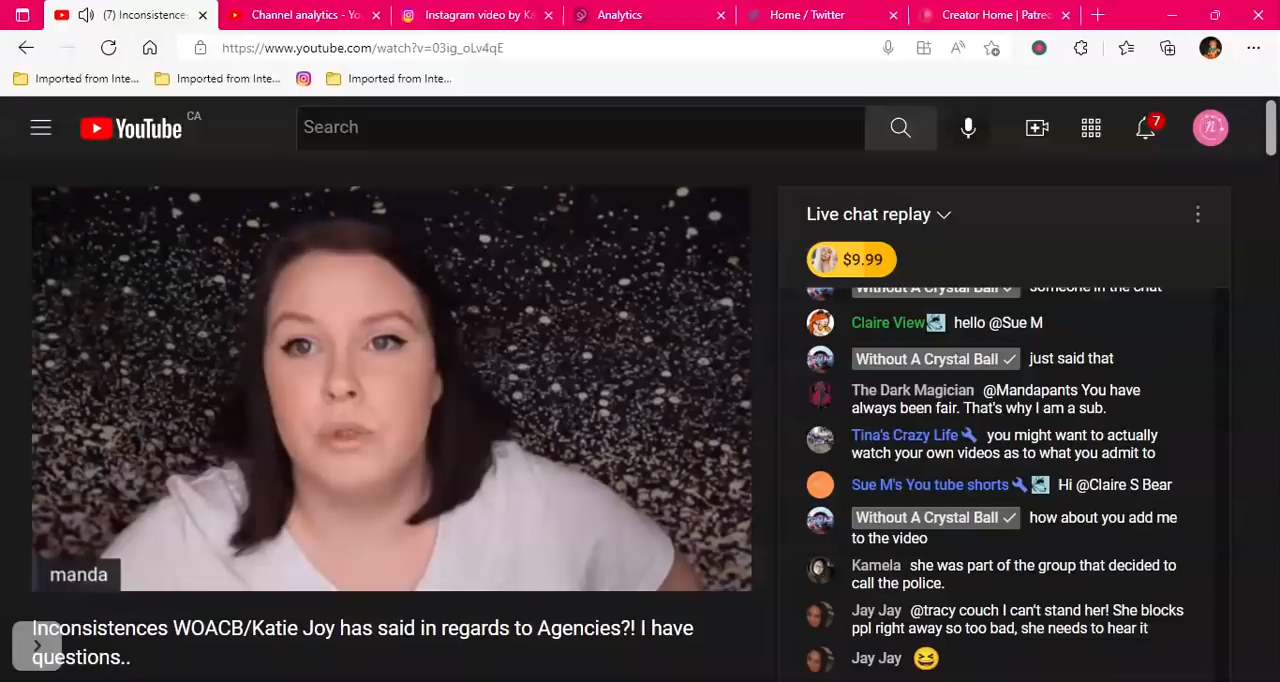 (7) Inconsistence
Channel analytics - Yo
Instagram video by K
Analytics
Home / Twitter
Creator Home | Patre
https://www.youtube.com/watch?v=03ig_oLv4qE
Imported from Inte...
Imported from Inte...
Imported from Inte...
YouTube CA
Search
7
Live chat replay
$9.99
Without A Crystal Ball someone in the chat
Claire View hello @Sue M
Without A Crystal Ball just said that
The Dark Magician @Mandapants You have
always been fair. That's why I am a sub.
Tina's Crazy Life you might want to actually
watch your own videos as to what you admit to
Sue M's You tube shorts Hi @Claire S Bear
Without A Crystal Ball how about you add me
to the video
Kamela she was part of the group that decided to
call the police.
Jay Jay @tracy couch I can't stand her! She blocks
ppl right away so too bad, she needs to hear it
Jay Jay
manda
Inconsistences WOACB/Katie Joy has said in regards to Agencies?! I have
questions..